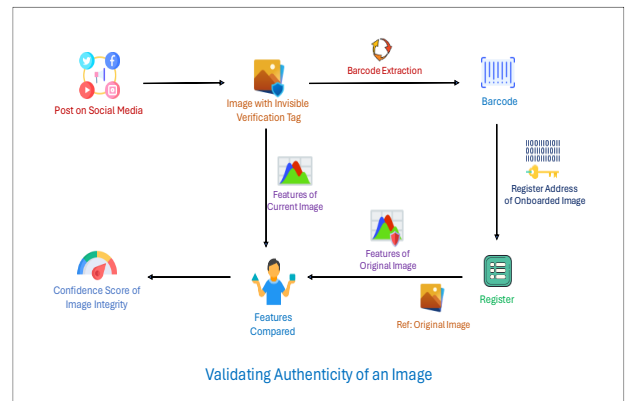 Post on Social Media
Image with Invisible
Verification Tag
Barcode Extraction
Barcode
Features of
Current Image
Register Address
of Onboarded Image
Features of
Original Image
Confidence Score of
Image Integrity
Features
Compared
Ref: Original Image
Register
Validating Authenticity of an Image